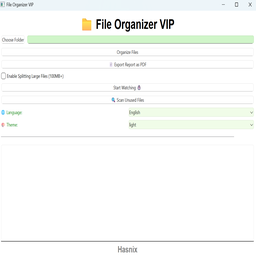 File Organizer VIP
File Organizer VIP
Choose Folder:
Organize Files
Export Report as PDF
Enable Splitting Large Files (100MB+)
Start Watching
Scan Unused Files
Language: English
Theme: light
Hasnix